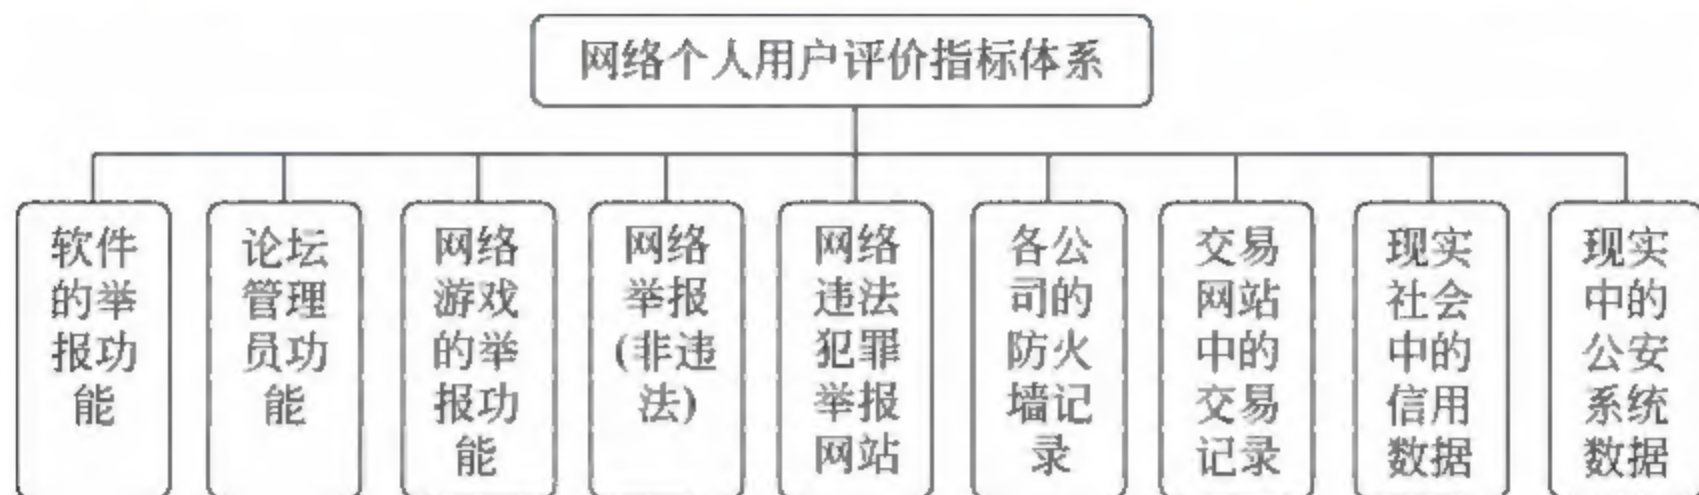 网络个人用户评价指标体系
软件
的举
报功
能
论坛
管理
员功
能
网络
游戏
的举
报功
能
网络
举报
(非违
法)
网络
违法
犯罪
举报
网站
各公
司的
防火
墙记
录
交易
网站
中的
交易
记录
现实
社会
中的
信用
数据
现实
中的
公安
系统
数据